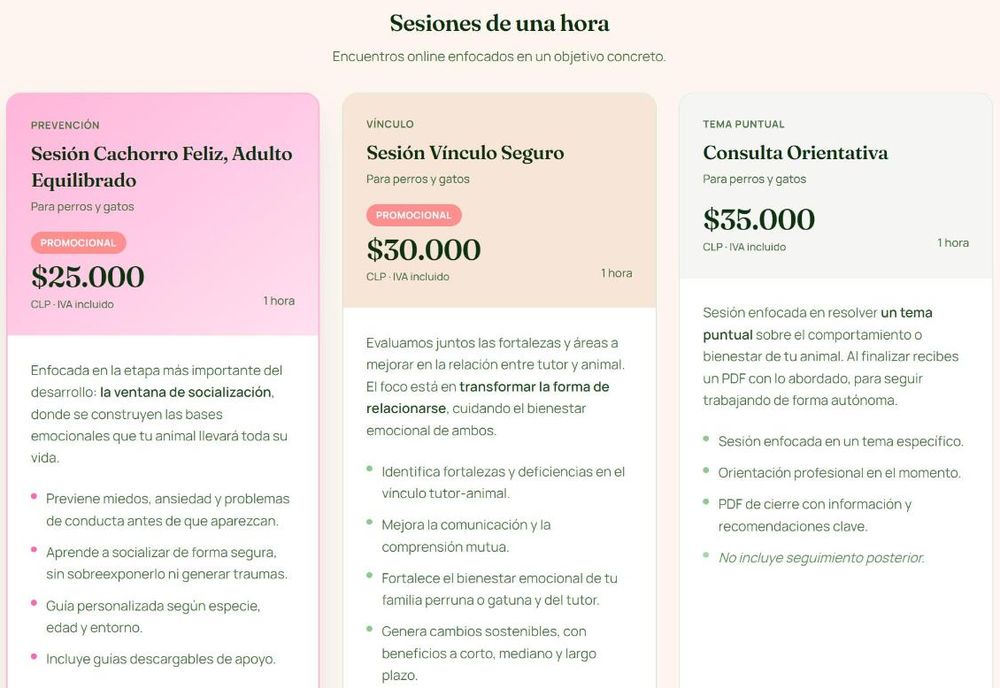 Sesiones de una hora
Encuentros online enfocados en un objetivo concreto.
PREVENCIÓN
Sesión Cachorro Feliz, Adulto
Equilibrado
Para perros y gatos
PROMOCIONAL
$25.000
CLP · IVA incluido
1 hora
Enfocada en la etapa más importante del
desarrollo: la ventana de socialización,
donde se construyen las bases
emocionales que tu animal llevará toda su
vida.
Previene miedos, ansiedad y problemas
de conducta antes de que aparezcan.
Aprende a socializar de forma segura,
sin sobreexponerlo ni generar traumas.
Guía personalizada según especie,
edad y entorno.
Incluye guías descargables de apoyo.
VÍNCULO
Sesión Vínculo Seguro
Para perros y gatos
PROMOCIONAL
$30.000
CLP · IVA incluido
1 hora
Evaluamos juntos las fortalezas y áreas a
mejorar en la relación entre tutor y animal.
El foco está en transformar la forma de
relacionarse, cuidando el bienestar
emocional de ambos.
Identifica fortalezas y deficiencias en el
vínculo tutor-animal.
Mejora la comunicación y la
comprensión mutua.
Fortalece el bienestar emocional de tu
familia perruna o gatuna y del tutor.
Genera cambios sostenibles, con
beneficios a corto, mediano y largo
plazo.
TEMA PUNTUAL
Consulta Orientativa
Para perros y gatos
$35.000
CLP · IVA incluido
1 hora
Sesión enfocada en resolver un tema
puntual sobre el comportamiento o
bienestar de tu animal. Al finalizar recibes
un PDF con lo abordado, para seguir
trabajando de forma autónoma.
Sesión enfocada en un tema específico.
Orientación profesional en el momento.
PDF de cierre con información y
recomendaciones clave.
No incluye seguimiento posterior.